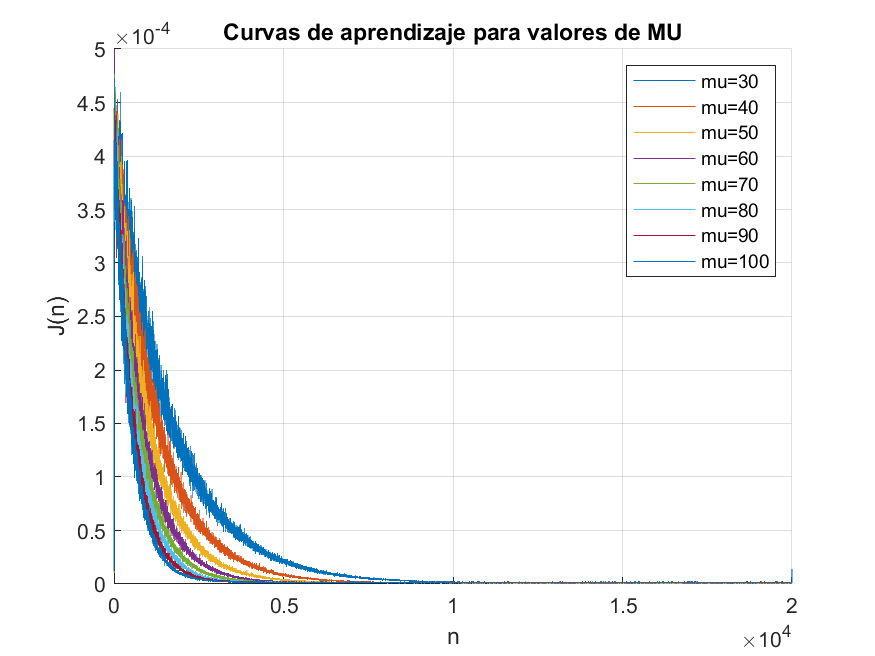 ×10-4
Curvas de aprendizaje para valores de MU
5
4.5
4
3.5
3
2.5
2
1.5
1
0.5
0
J(n)
mu=30
mu=40
mu=50
mu=60
mu=70
mu=80
mu=90
mu=100
0 0.5 1 1.5 2
n
×104